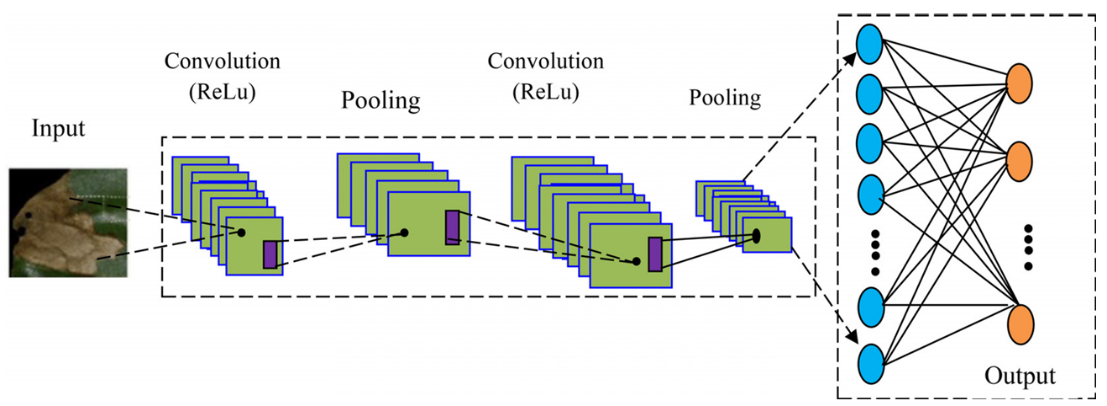 Input
Convolution
(ReLu)
Pooling
Convolution
(ReLu)
Pooling
Output